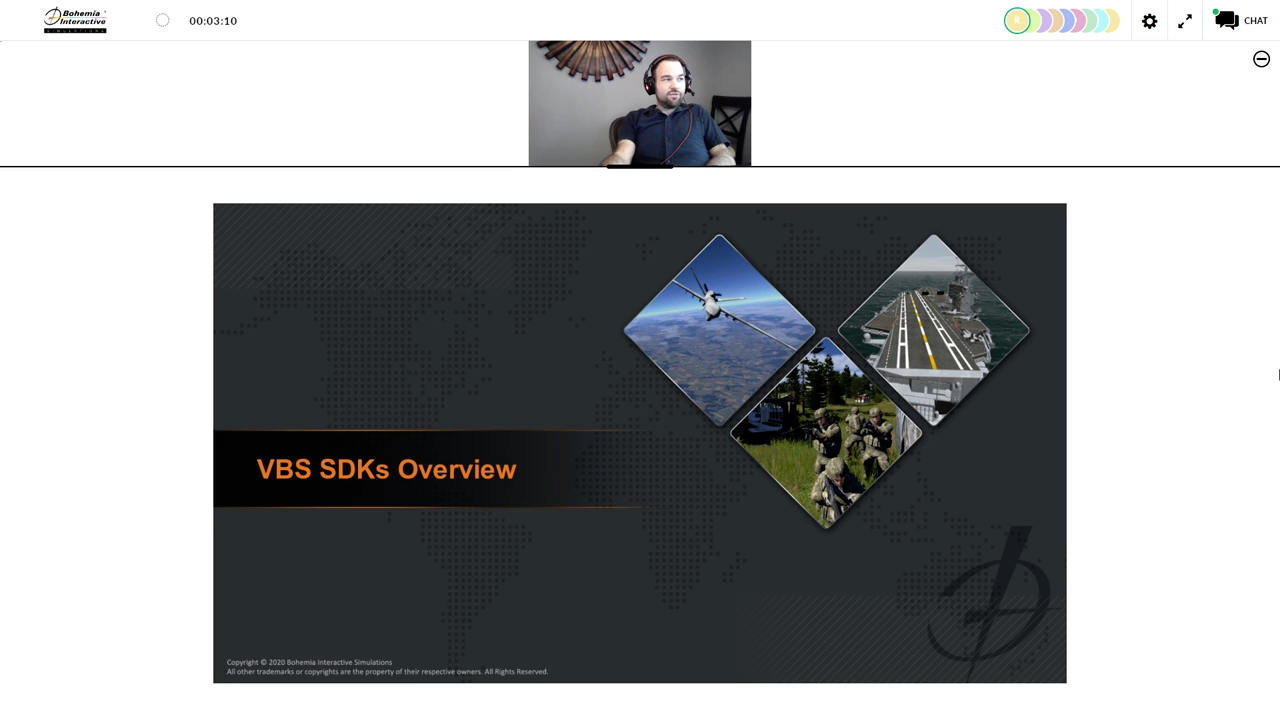 Bohemia
Interactive
SIMULATIONS
00:03:10
R
CHAT
VBS SDKs Overview
Copyright © 2020 Bohemia Interactive Simulations
All other trademarks or copyrights are the property of their respective owners. All Rights Reserved.